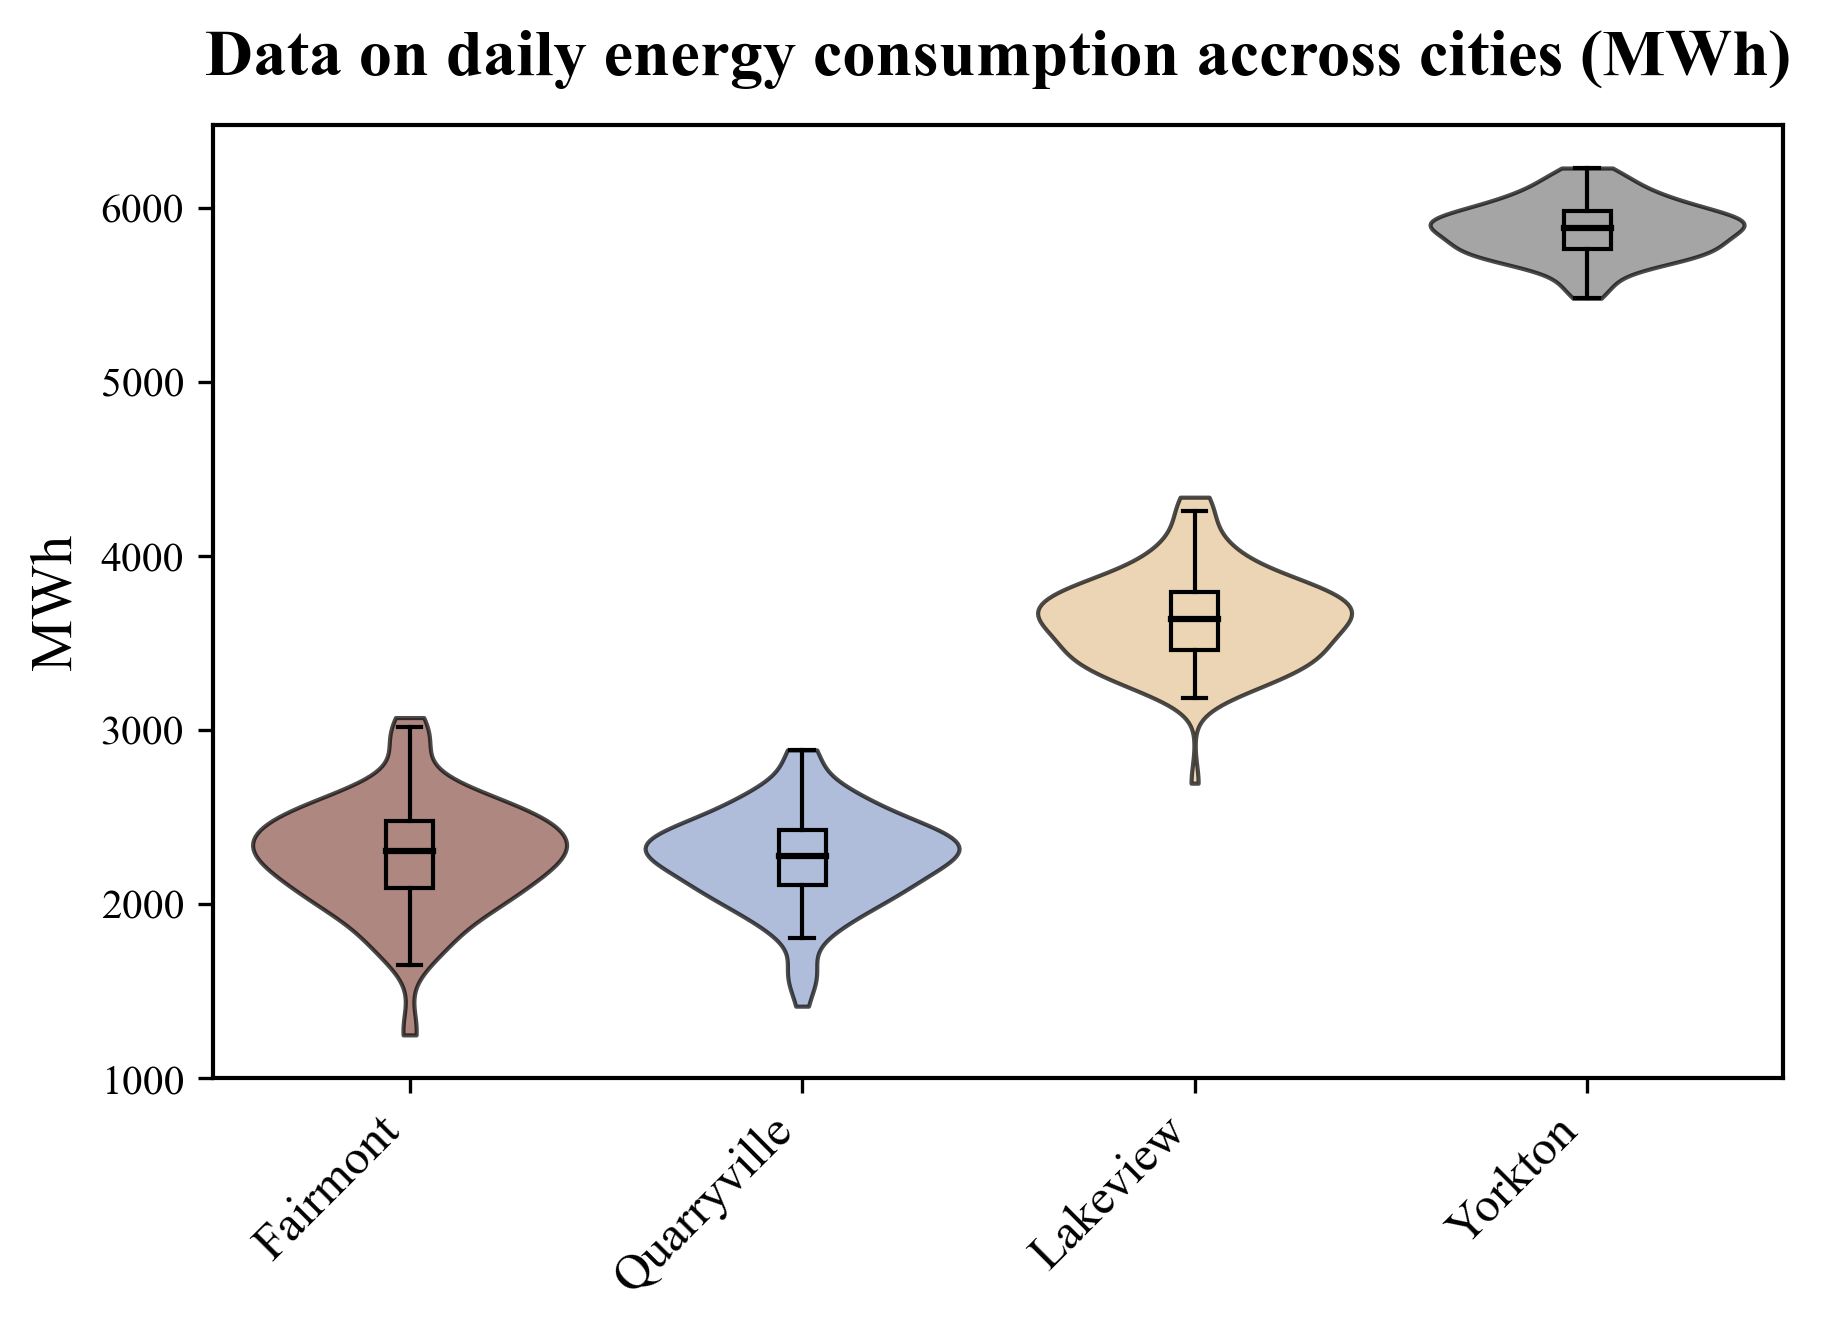 Data on daily energy consumption accross cities (MWh)
MWh
6000
5000
4000
3000
2000
1000
Fairmont
Quarryville
Lakeview
Yorkton